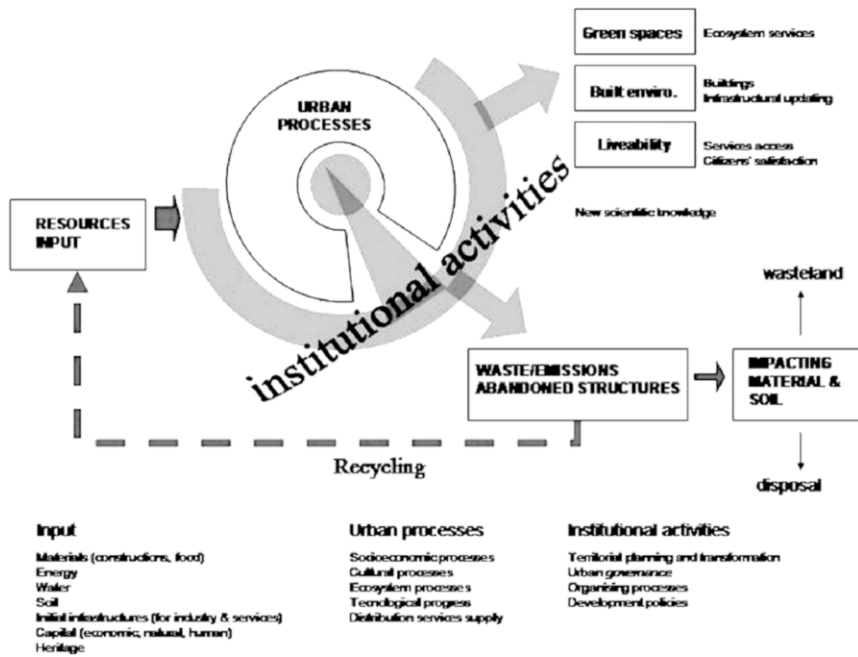 Green spaces
Ecosystem services
Built enviro.
Buildings
Infrastructural updating
Liveability
Services access
Citizens' satisfaction
New scientific knowledge
URBAN
PROCESSES
institutional activities
RESOURCES
INPUT
wasteland
WASTE/EMISSIONS
ABANDONED STRUCTURES
IMPACTING
MATERIAL &
SOIL
Recycling
disposal
Input
Materials (constructions, food)
Energy
Water
Soil
Initial infrastructures (for industry & services)
Capital (economic, natural, human)
Heritage
Urban processes
Socioeconomic processes
Cultural processes
Ecosystem processes
Tecnological progress
Distribution services supply
Institutional activities
Territorial planning and transformation
Urban governance
Organising processes
Development policies